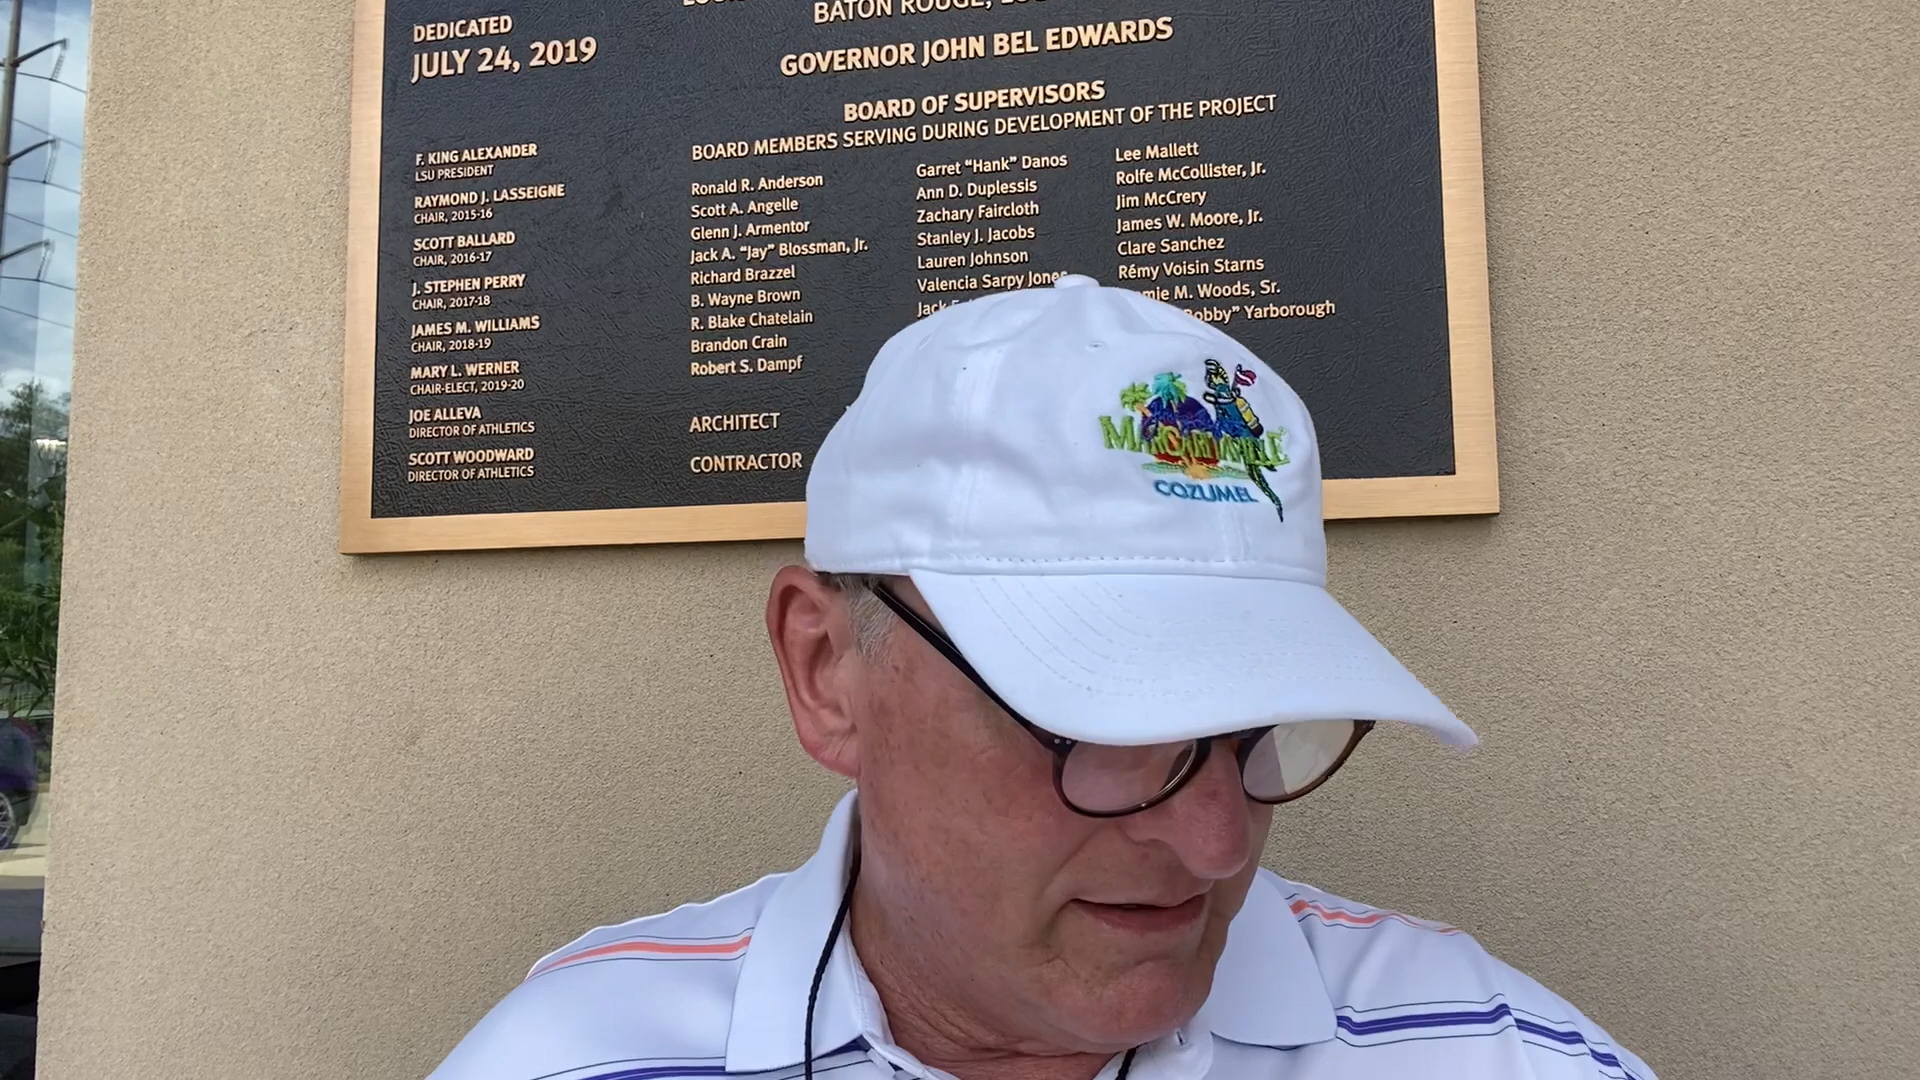 BATON ROUGE,
GOVERNOR JOHN BEL EDWARDS
DEDICATED
JULY 24, 2019
BOARD OF SUPERVISORS
BOARD MEMBERS SERVING DURING DEVELOPMENT OF THE PROJECT
F. KING ALEXANDER
LSU PRESIDENT
RAYMOND J. LASSEIGNE
CHAIR, 2015-16
SCOTT BALLARD
CHAIR, 2016-17
J. STEPHEN PERRY
CHAIR, 2017-18
JAMES M. WILLIAMS
CHAIR, 2018-19
MARY L. WERNER
CHAIR-ELECT, 2019-20
JOE ALLEVA
DIRECTOR OF ATHLETICS
SCOTT WOODWARD
DIRECTOR OF ATHLETICS
Ronald R. Anderson
Scott A. Angelle
Glenn J. Armentor
Jack A. “Jay” Blossman, Jr.
Richard Brazzel
B. Wayne Brown
R. Blake Chatelain
Brandon Crain
Robert S. Dampf
Garret “Hank” Danos
Ann D. Duplessis
Zachary Faircloth
Stanley J. Jacobs
Lauren Johnson
Valencia Sarpy Jones
Jack
Lee Mallett
Rolfe McCollister, Jr.
Jim McCrery
James W. Moore, Jr.
Clare Sanchez
Rémy Voisin Starns
M. Woods, Sr.
Bobby” Yarborough
ARCHITECT
CONTRACTOR
MARGARITAVILLE
COZUMEL